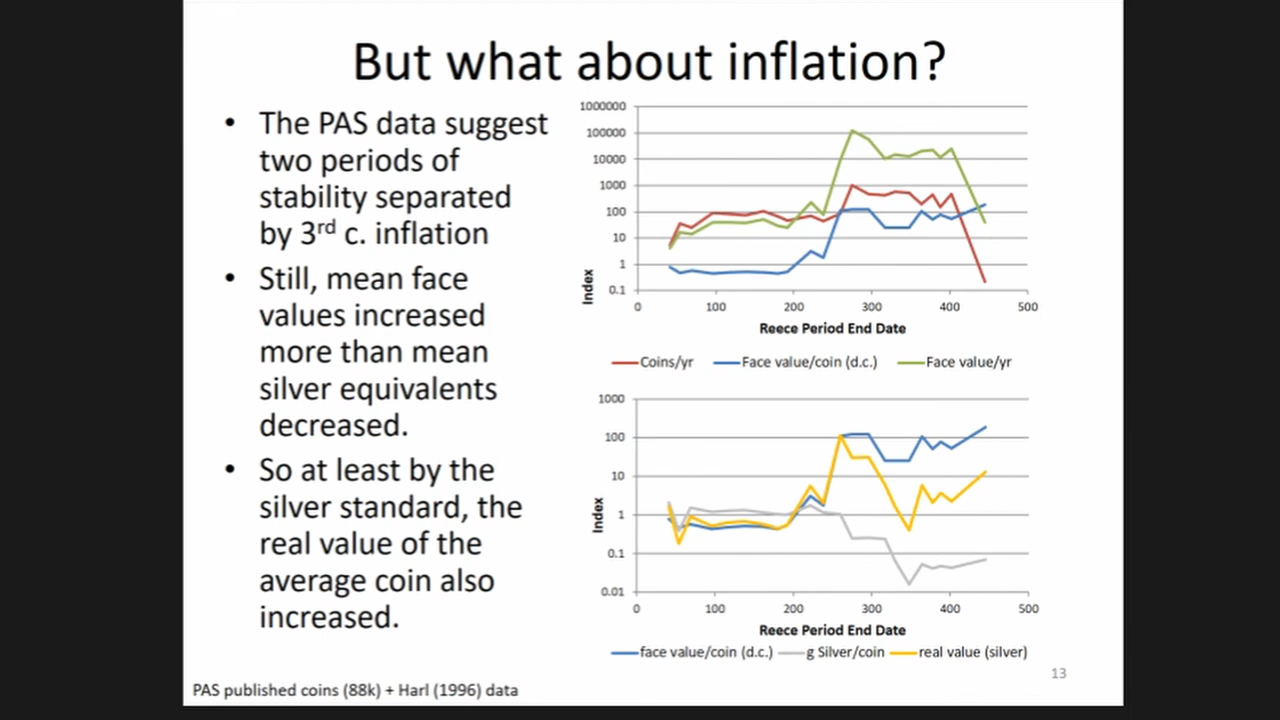 But what about inflation?
• The PAS data suggest
two periods of
stability separated
by 3rd c. inflation
• Still, mean face
values increased
more than mean
silver equivalents
decreased.
• So at least by the
silver standard, the
real value of the
average coin also
increased.
1000000
100000
10000
1000
100
10
1
0.1
Index
0 100 200 300 400 500
Reece Period End Date
Coins/yr Face value/coin (d.c.) Face value/yr
1000
100
10
1
0.1
0.01
Index
0 100 200 300 400 500
Reece Period End Date
face value/coin (d.c.) g Silver/coin real value (silver)
13
PAS published coins (88k) + Harl (1996) data